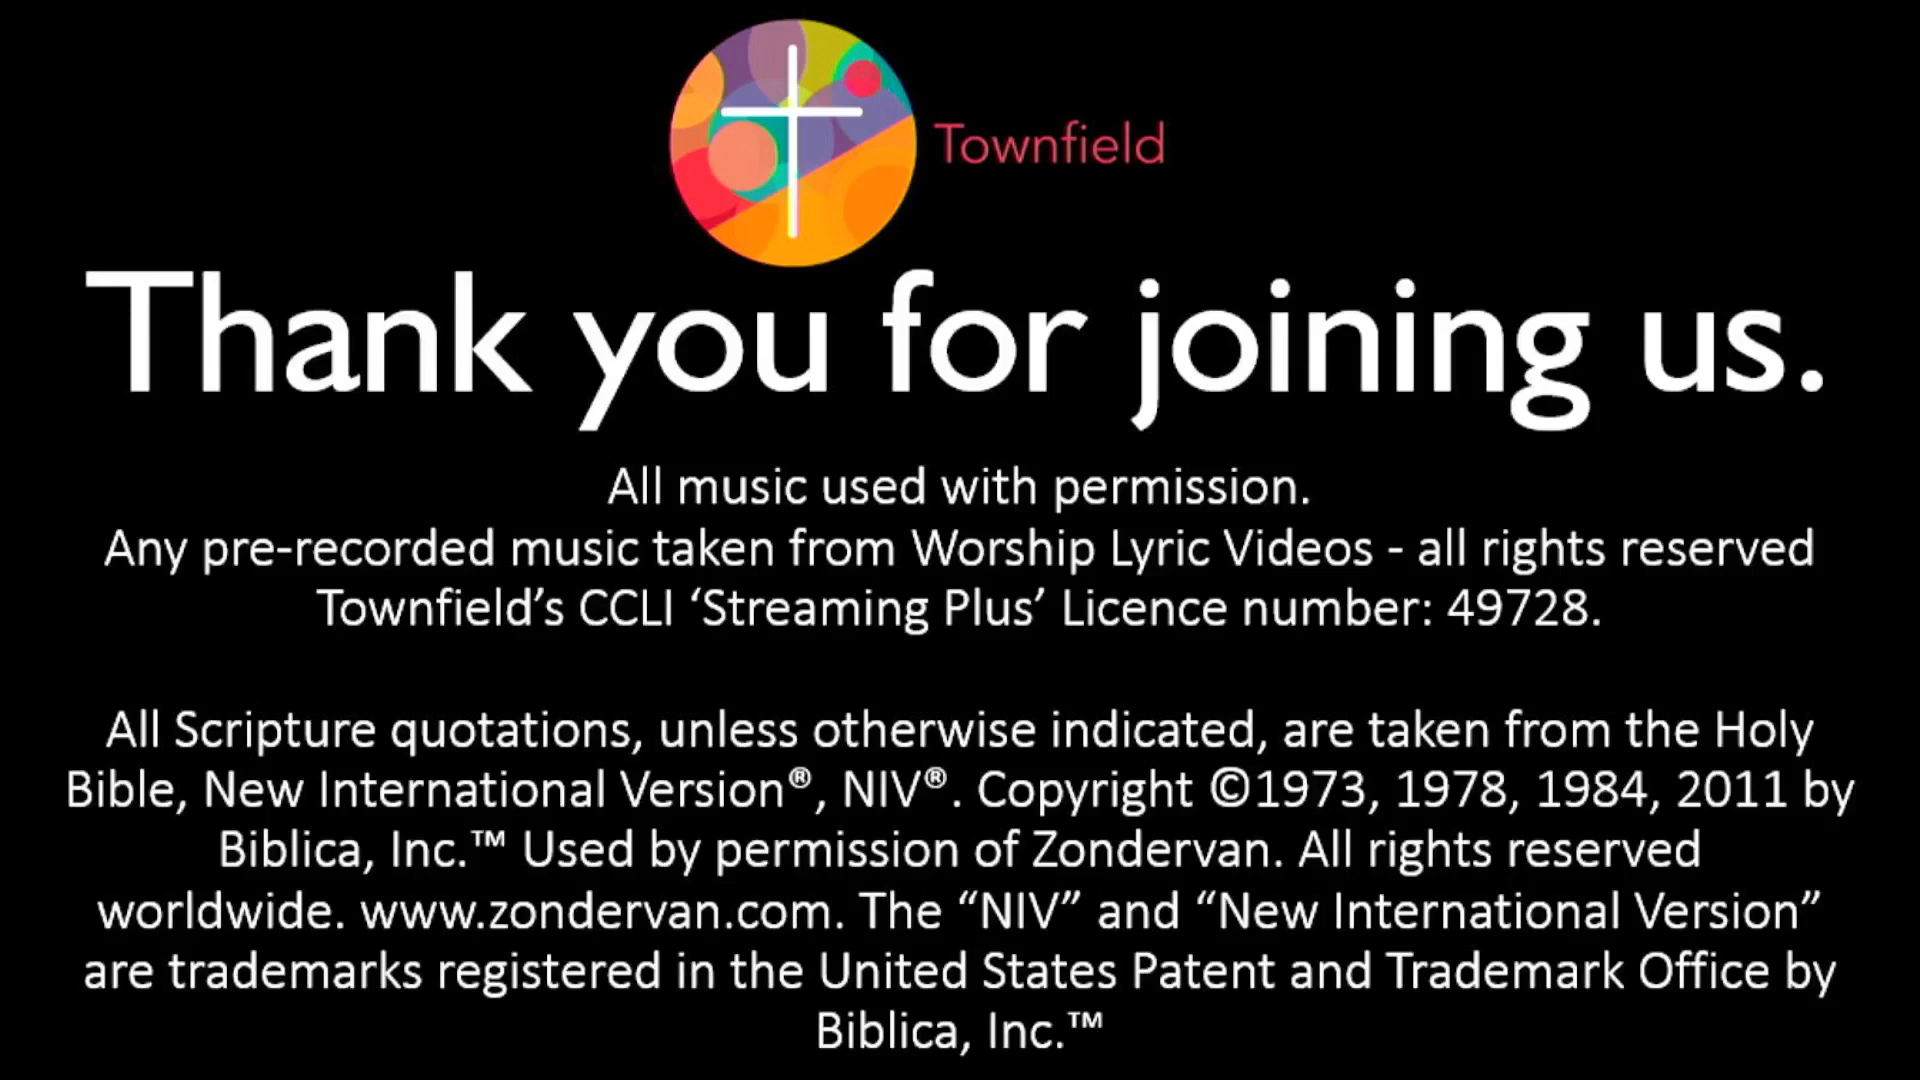 Townfield
Thank you for joining us.
All music used with permission.
Any pre-recorded music taken from Worship Lyric Videos - all rights reserved
Townfield’s CCLI ‘Streaming Plus’ Licence number: 49728.
All Scripture quotations, unless otherwise indicated, are taken from the Holy
Bible, New International Version®, NIV®. Copyright ©1973, 1978, 1984, 2011 by
Biblica, Inc.™ Used by permission of Zondervan. All rights reserved
worldwide. www.zondervan.com. The “NIV” and “New International Version”
are trademarks registered in the United States Patent and Trademark Office by
Biblica, Inc.™